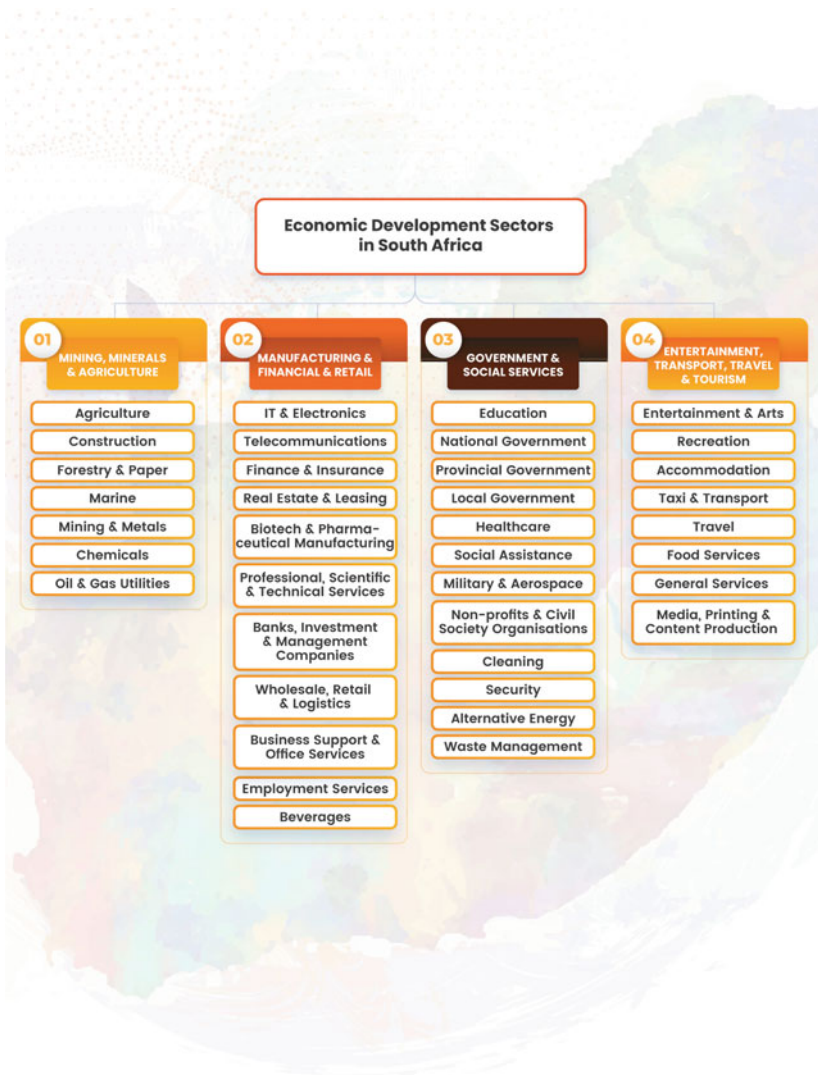 Economic Development Sectors
in South Africa
01
MINING, MINERALS
& AGRICULTURE
Agriculture
Construction
Forestry & Paper
Marine
Mining & Metals
Chemicals
Oil & Gas Utilities
02
MANUFACTURING &
FINANCIAL & RETAIL
IT & Electronics
Telecommunications
Finance & Insurance
Real Estate & Leasing
Biotech & Pharma-
ceutical Manufacturing
Professional, Scientific
& Technical Services
Banks, Investment
& Management
Companies
Wholesale, Retail
& Logistics
Business Support &
Office Services
Employment Services
Beverages
03
GOVERNMENT &
SOCIAL SERVICES
Education
National Government
Provincial Government
Local Government
Healthcare
Social Assistance
Military & Aerospace
Non-profits & Civil
Society Organisations
Cleaning
Security
Alternative Energy
Waste Management
04
ENTERTAINMENT,
TRANSPORT, TRAVEL
& TOURISM
Entertainment & Arts
Recreation
Accommodation
Taxi & Transport
Travel
Food Services
General Services
Media, Printing &
Content Production